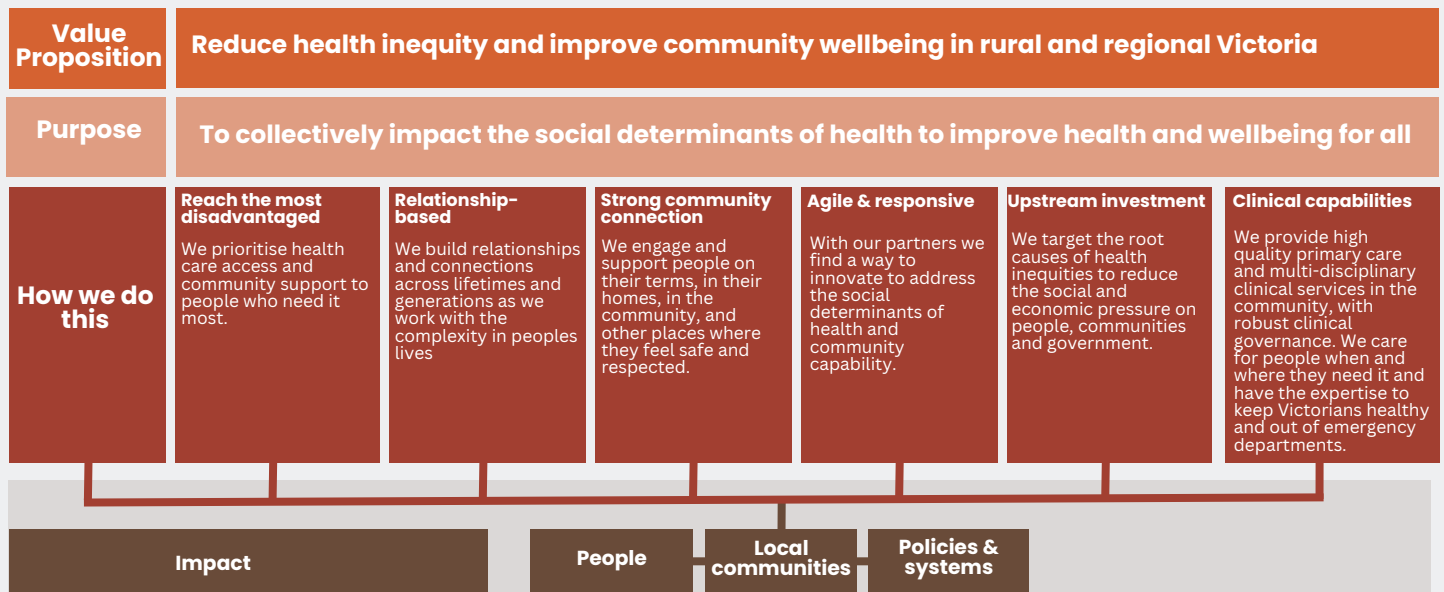 Value
Proposition
Reduce health inequity and improve community wellbeing in rural and regional Victoria
Purpose
To collectively impact the social determinants of health to improve health and wellbeing for all
How we do
this
Reach the most
disadvantaged
We prioritise health
care access and
community support to
people who need it
most.
Relationship-
based
We build relationships
and connections
across lifetimes and
generations as we
work with the
complexity in peoples
lives
Strong community
connection
We engage and
support people on
their terms, in their
homes, in the
community, and
other places where
they feel safe and
respected.
Agile & responsive
With our partners we
find a way to
innovate to address
the social
determinants of
health and
community
capability.
Upstream investment
We target the root
causes of health
inequities to reduce
the social and
economic pressure on
people, communities
and government.
Clinical capabilities
We provide high
quality primary care
and multi-disciplinary
clinical services in the
community, with
robust clinical
governance. We care
for people when and
where they need it and
have the expertise to
keep Victorians healthy
and out of emergency
departments.
Impact
People
Local
communities
Policies &
systems